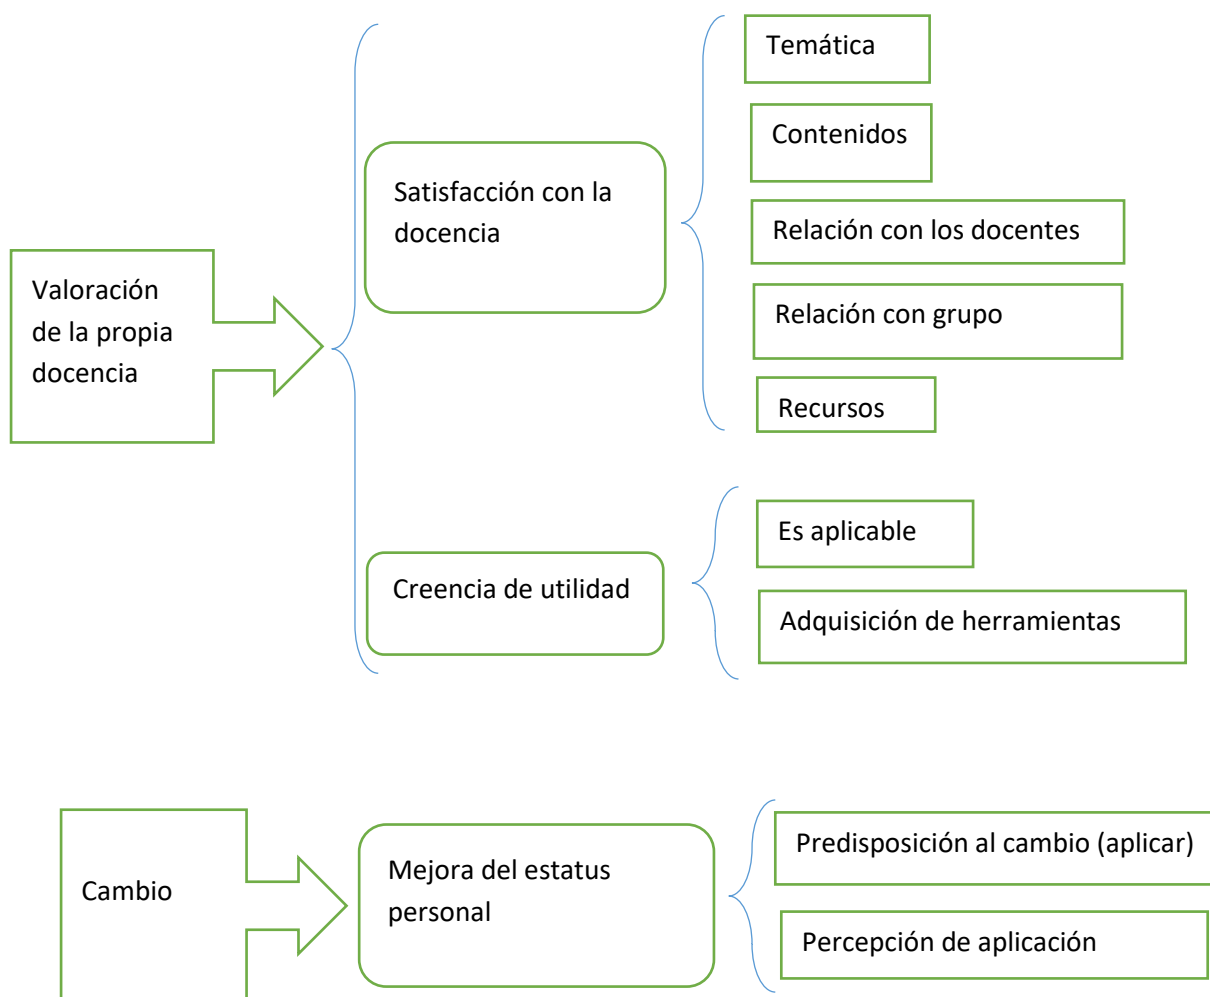 Valoración
de la propia
docencia
Satisfacción con la
docencia
Temática
Contenidos
Relación con los docentes
Relación con grupo
Recursos
Creencia de utilidad
Es aplicable
Adquisición de herramientas
Cambio
Mejora del estatus
personal
Predisposición al cambio (aplicar)
Percepción de aplicación